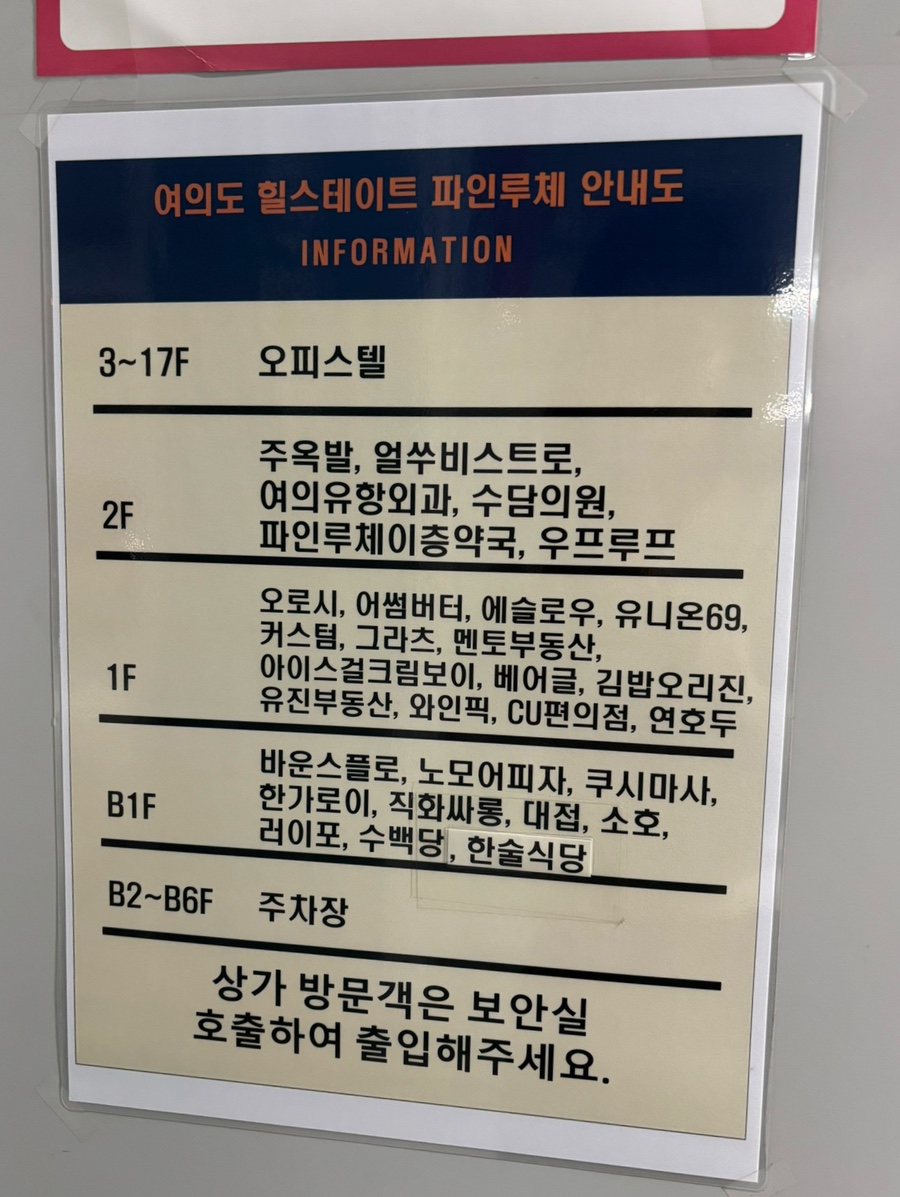 여의도 힐스테이트 파인루체 안내도
INFORMATION
3~17F 오피스텔
2F
주옥발, 얼쑤비스트로,
여의유항외과, 수담의원,
파인루체이층약국, 우프루프
1F
오로시, 어썸버터, 에슬로우, 유니온69,
커스텀, 그라츠, 멘토부동산,
아이스걸크림보이, 베어글, 김밥오리진,
유진부동산, 와인픽, CU편의점, 연호두
B1F
바운스플로, 노모어피자, 쿠시마사,
한가로이, 직화싸롱, 대접, 소호,
러이포, 수백당, 한술식당
B2~B6F 주차장
상가 방문객은 보안실
호출하여 출입해주세요.